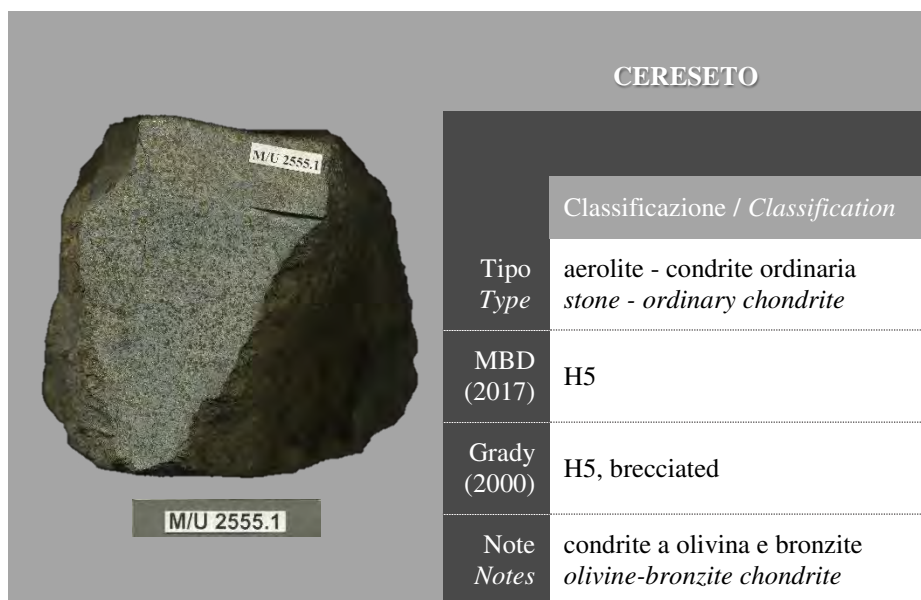 CERESETO
M/U 2555.1
M/U 2555.1
Classificazione / Classification
Tipo
Type
aerolite - condrite ordinaria
stone - ordinary chondrite
MBD
(2017)
H5
Grady
(2000)
H5, brecciated
Note
Notes
condrite a olivina e bronzite
olivine-bronzite chondrite